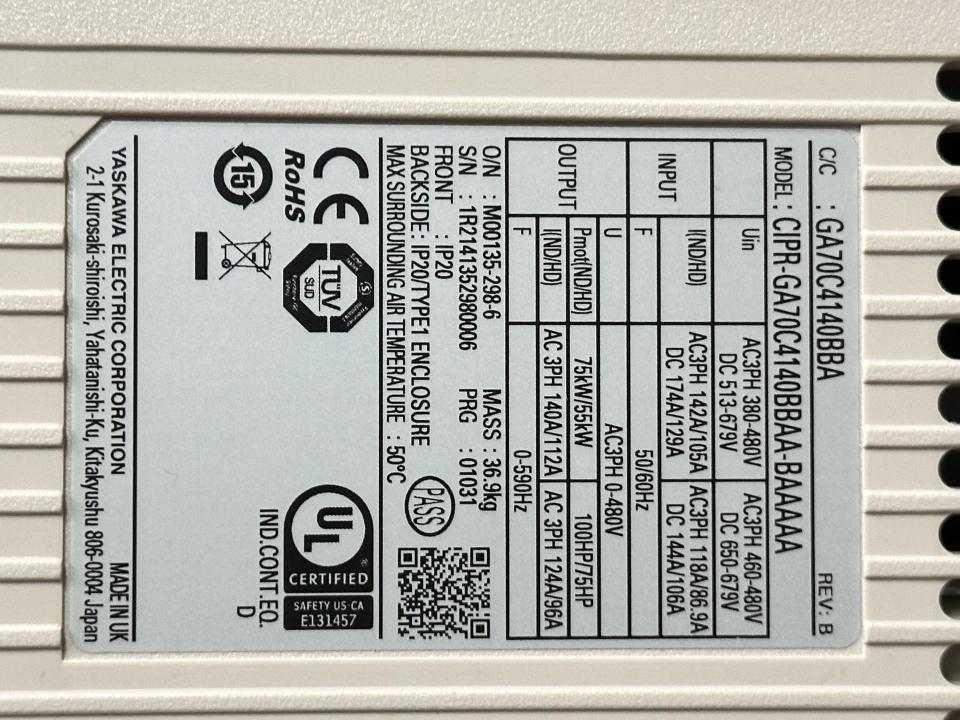 C/C : GA70C4140BBA REV: B
MODEL : CIPR-GA70C4140BBAA-BAAAAA
Uin AC3PH 380-480V AC3PH 460-480V
DC 513-679V DC 650-679V
INPUT I(ND/HD) AC3PH 142A/105A AC3PH 118A/86.9A
DC 174A/129A DC 144A/106A
F 50/60Hz
U AC3PH 0-480V
OUTPUT Pmot(ND/HD) 75kW/55kW 100HP/75HP
I(ND/HD) AC 3PH 140A/112A AC 3PH 124A/96A
F 0-590Hz
O/N : M00135-298-6 MASS : 36.9kg
S/N : 1R2141352980006 PRG : 01031
FRONT : IP20
BACKSIDE : IP20/TYPE1 ENCLOSURE
MAX SURROUNDING AIR TEMPERATURE : 50°C
PASS
CE
RoHS
15
TÜV
SUD
UL
®
CERTIFIED
SAFETY US-CA
E131457
IND.CONT.EQ.
D
YASKAWA ELECTRIC CORPORATION MADE IN UK
2-1 Kurosaki-shiroishi, Yahatanishi-Ku, Kitakyushu 806-0004 Japan